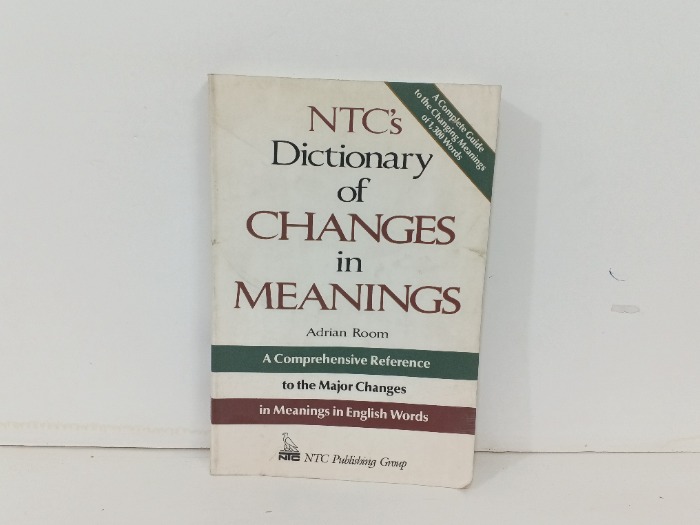 A Complete Guide
to the Changing Meanings
of 1,300 Words
NTC's
Dictionary
of
CHANGES
in
MEANINGS
Adrian Room
A Comprehensive Reference
to the Major Changes
in Meanings in English Words
NTC NTC Publishing Group